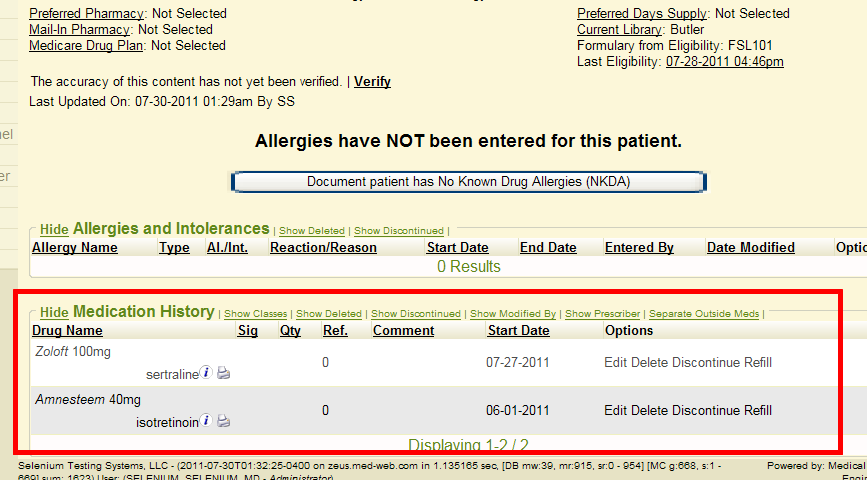 Preferred Pharmacy: Not Selected Preferred Days Supply: Not Selected
Mail-In Pharmacy: Not Selected Current Library: Butler
Medicare Drug Plan: Not Selected Formulary from Eligibility: FSL101
Last Eligibility: 07-28-2011 04:46pm
The accuracy of this content has not yet been verified. | Verify
Last Updated On: 07-30-2011 01:29am By SS
Allergies have NOT been entered for this patient.
Document patient has No Known Drug Allergies (NKDA)
Hide Allergies and Intolerances | Show Deleted | Show Discontinued |
Allergy Name Type Al./Int. Reaction/Reason Start Date End Date Entered By Date Modified Optio
0 Results
Hide Medication History | Show Classes | Show Deleted | Show Discontinued | Show Modified By | Show Prescriber | Separate Outside Meds |
Drug Name Sig Qty Ref. Comment Start Date Options
Zoloft 100mg
sertraline 0 07-27-2011 Edit Delete Discontinue Refill
Amnesteem 40mg
isotretinoin 0 06-01-2011 Edit Delete Discontinue Refill
Displaying 1-2 / 2
Selenium Testing Systems, LLC - (2011-07-30T01:32:25-0400 on zeus.med-web.com in 1.135165 sec, [DB mw:39, mr:915, sr:0 - 954] [MC g:668, s:1 - Powered by: Medical
669] sum: 1623) User: (SELENIUM, SELENIUM, MD - Administrator)